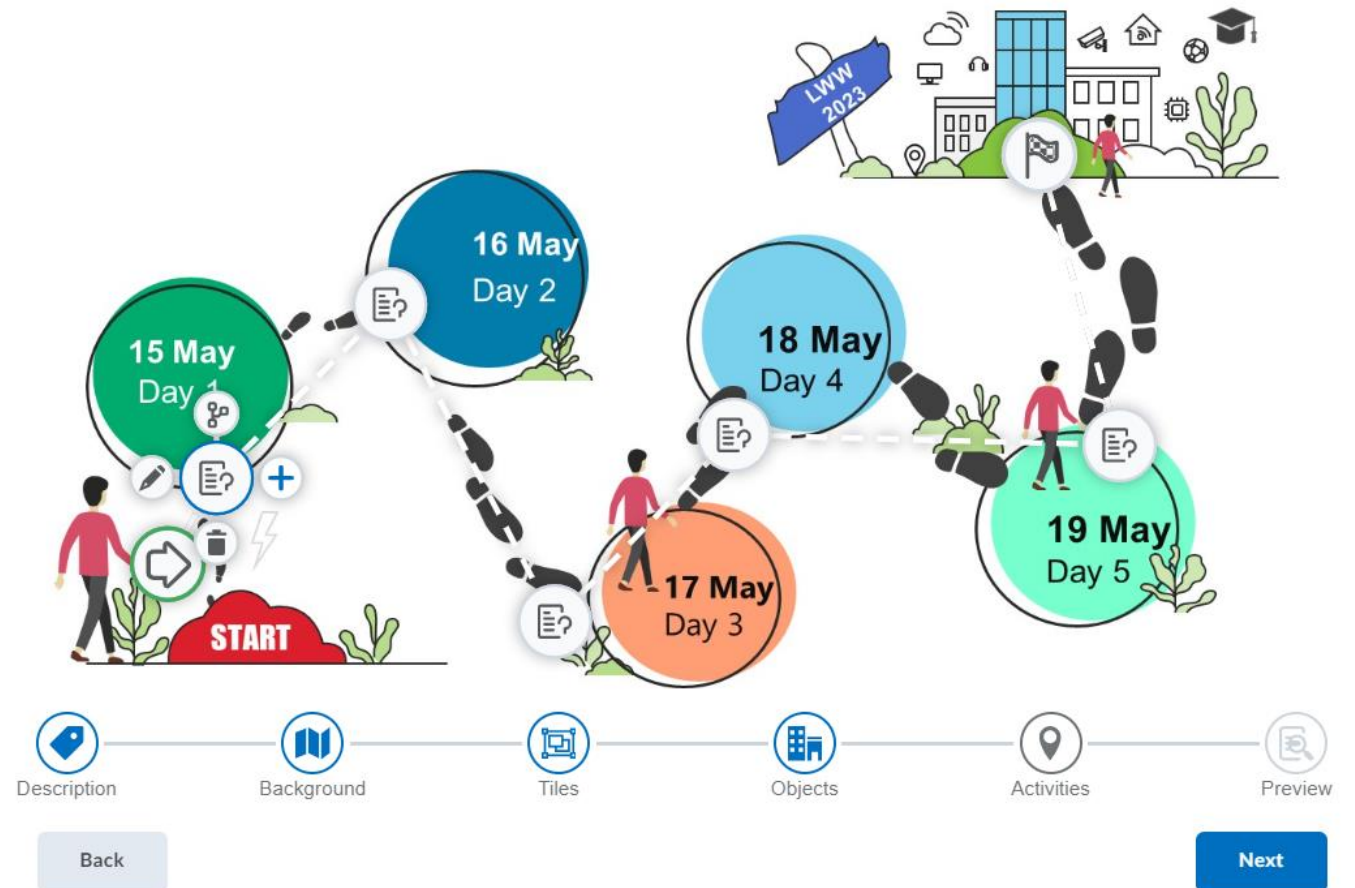 LWW
2023
16 May
Day 2
15 May
Day 1
18 May
Day 4
19 May
Day 5
17 May
Day 3
START
Description
Background
Tiles
Objects
Activities
Preview
Back
Next